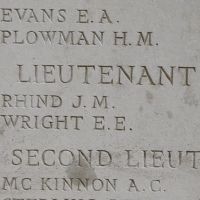 EVANS E.A.
PLOWMAN H.M.
LIEUTENANT
RHIND J.M.
WRIGHT E.E.
SECOND LIEUT
MC KINNON A.C.